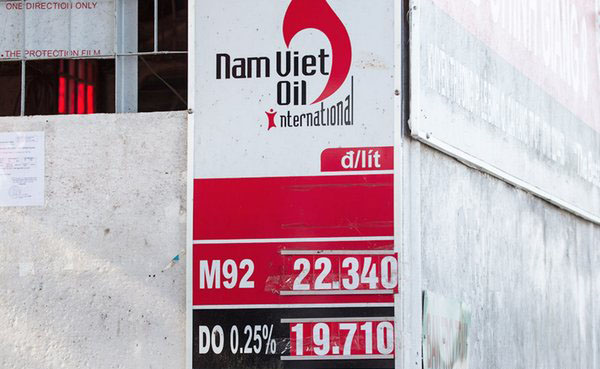 ONE DIRECTION ONLY
THE PROTECTION FILM
Nam Viet
Oil
International
đ/lít
M92 22.340
DO 0.25% 19.710